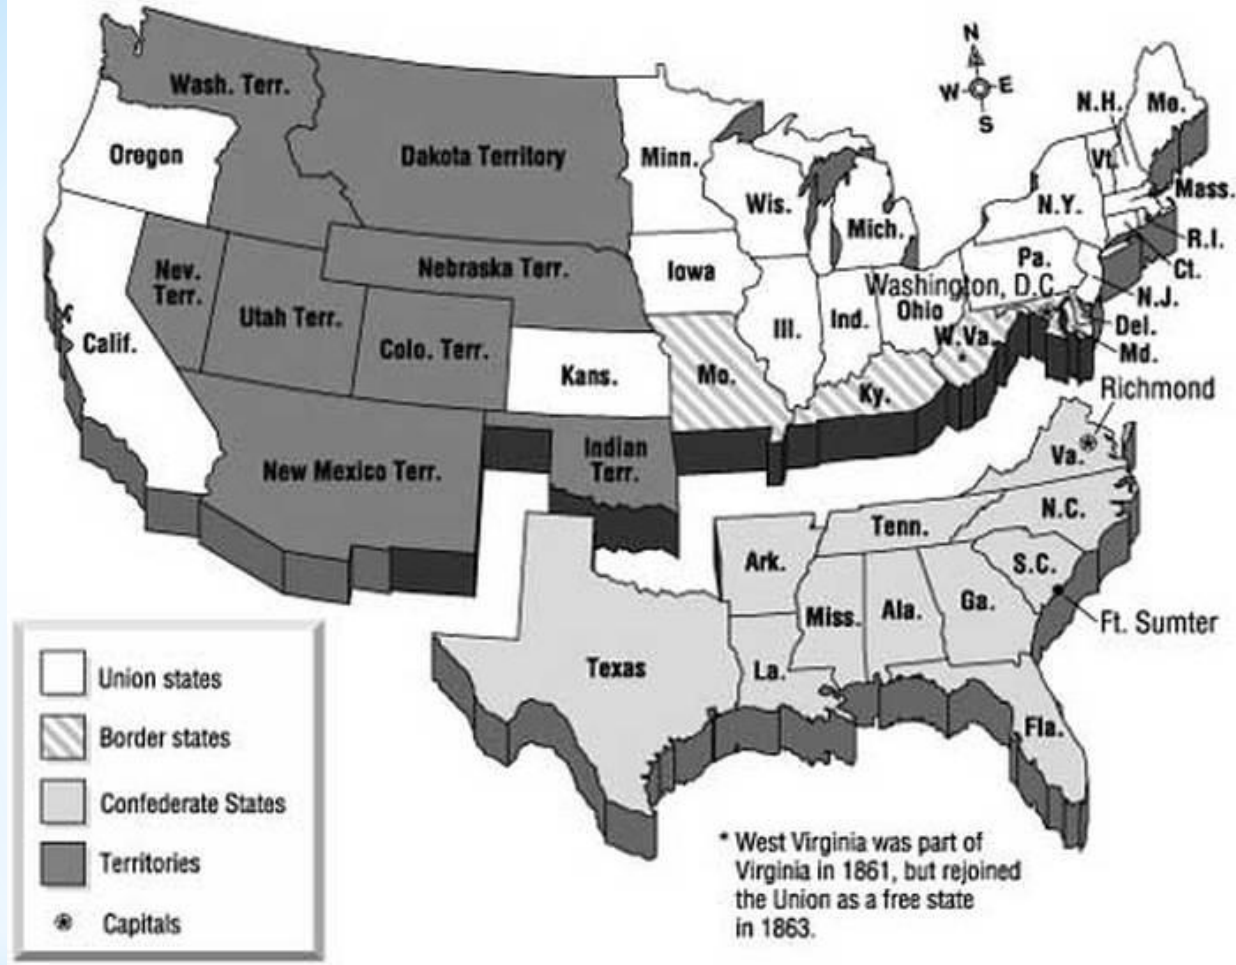 N
W E
S
Wash. Terr.
Oregon
Dakota Territory
Minn.
Wis.
Mich.
N.H.
Me.
Vt.
Mass.
N.Y.
R.I.
Ct.
Pa.
N.J.
Nev.
Terr.
Nebraska Terr.
Iowa
Washington, D.C.
Utah Terr.
Ill.
Ind.
Ohio
W.Va.
*
Del.
Md.
Calif.
Colo. Terr.
Kans.
Mo.
Ky.
Richmond
New Mexico Terr.
Indian
Terr.
Va.
N.C.
Tenn.
Ark.
S.C.
Miss.
Ala.
Ga.
Ft. Sumter
Texas
La.
Fla.
Union states
Border states
Confederate States
Territories
Capitals
* West Virginia was part of
Virginia in 1861, but rejoined
the Union as a free state
in 1863.